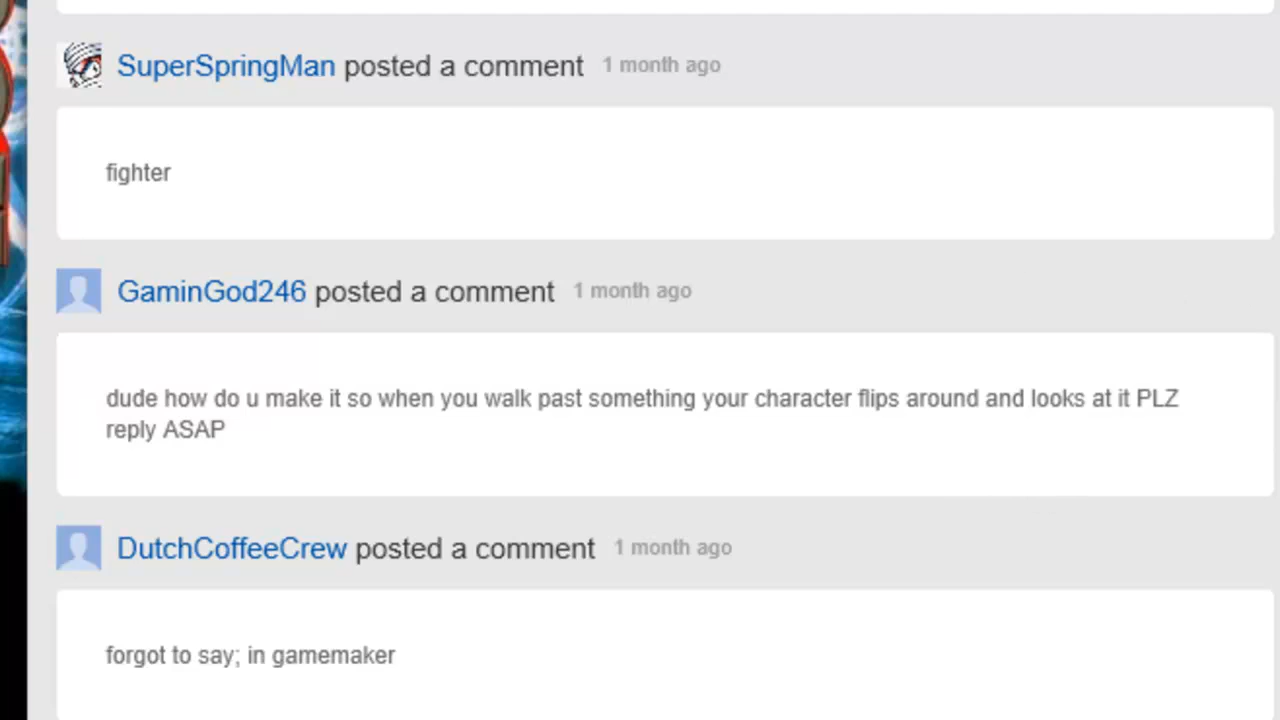 SuperSpringMan posted a comment 1 month ago
fighter
GaminGod246 posted a comment 1 month ago
dude how do u make it so when you walk past something your character flips around and looks at it PLZ
reply ASAP
DutchCoffeeCrew posted a comment 1 month ago
forgot to say; in gamemaker